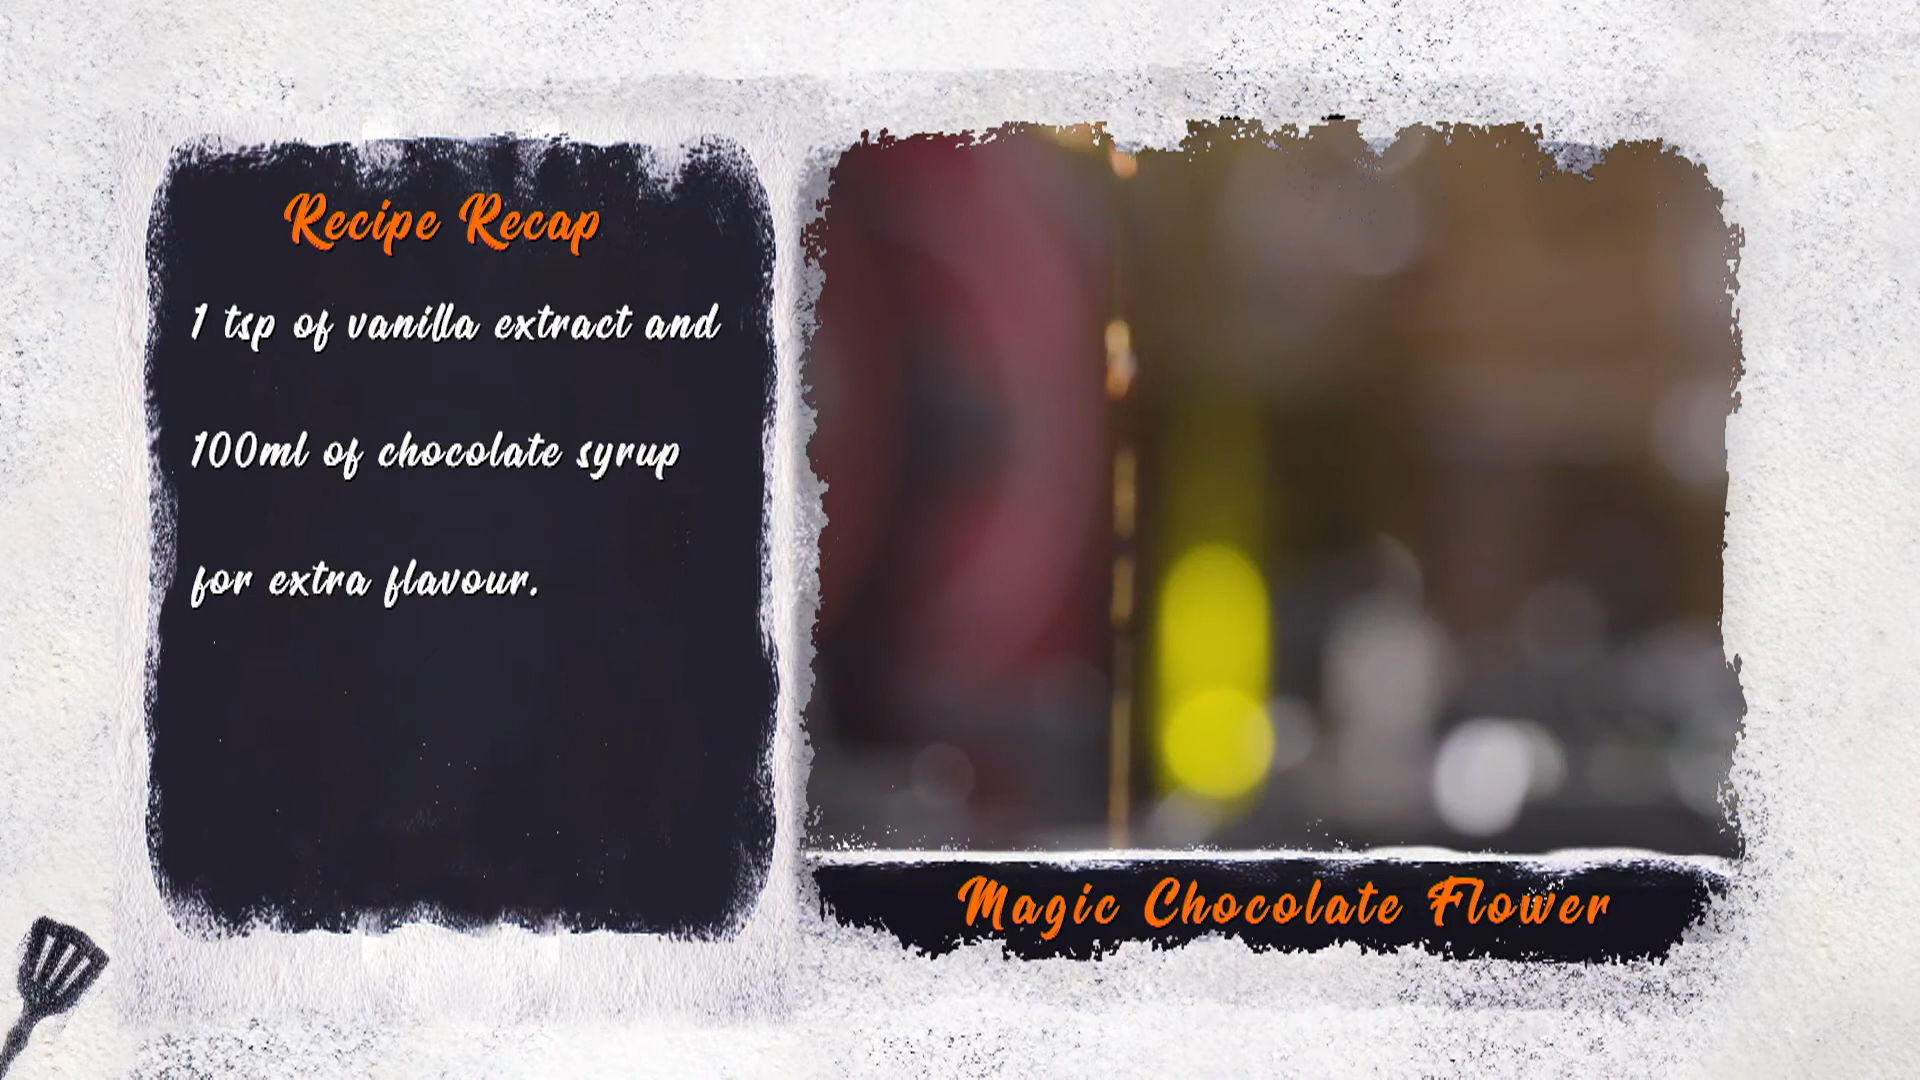 Recipe Recap
1 tsp of vanilla extract and
100ml of chocolate syrup
for extra flavour.
Magic Chocolate Flower